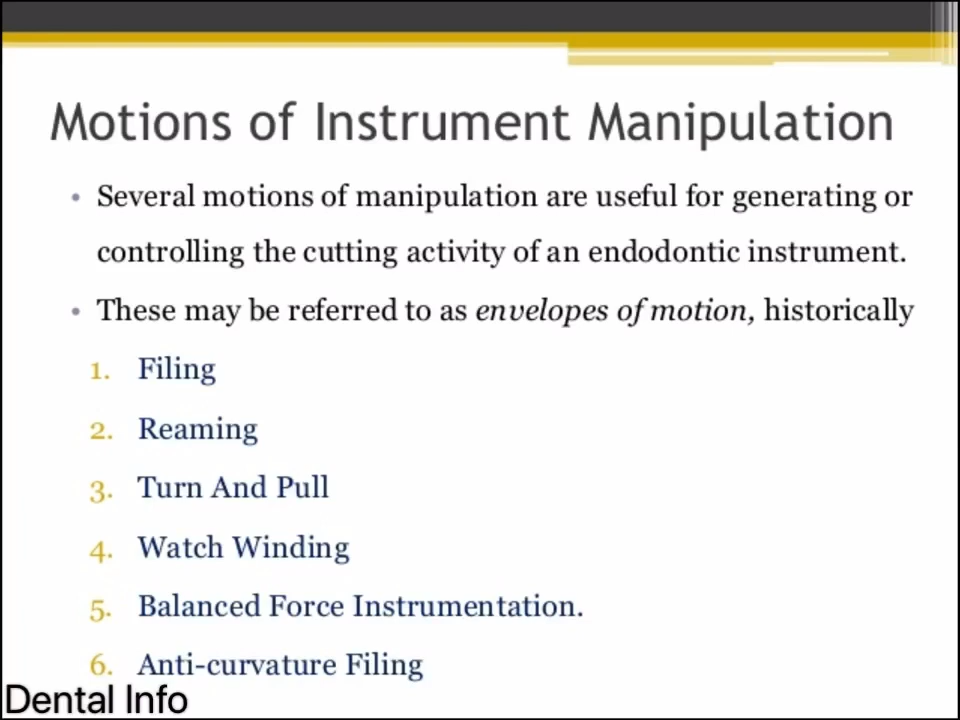 Motions of Instrument Manipulation
• Several motions of manipulation are useful for generating or
controlling the cutting activity of an endodontic instrument.
• These may be referred to as envelopes of motion, historically
1. Filing
2. Reaming
3. Turn And Pull
4. Watch Winding
5. Balanced Force Instrumentation.
6. Anti-curvature Filing
Dental Info